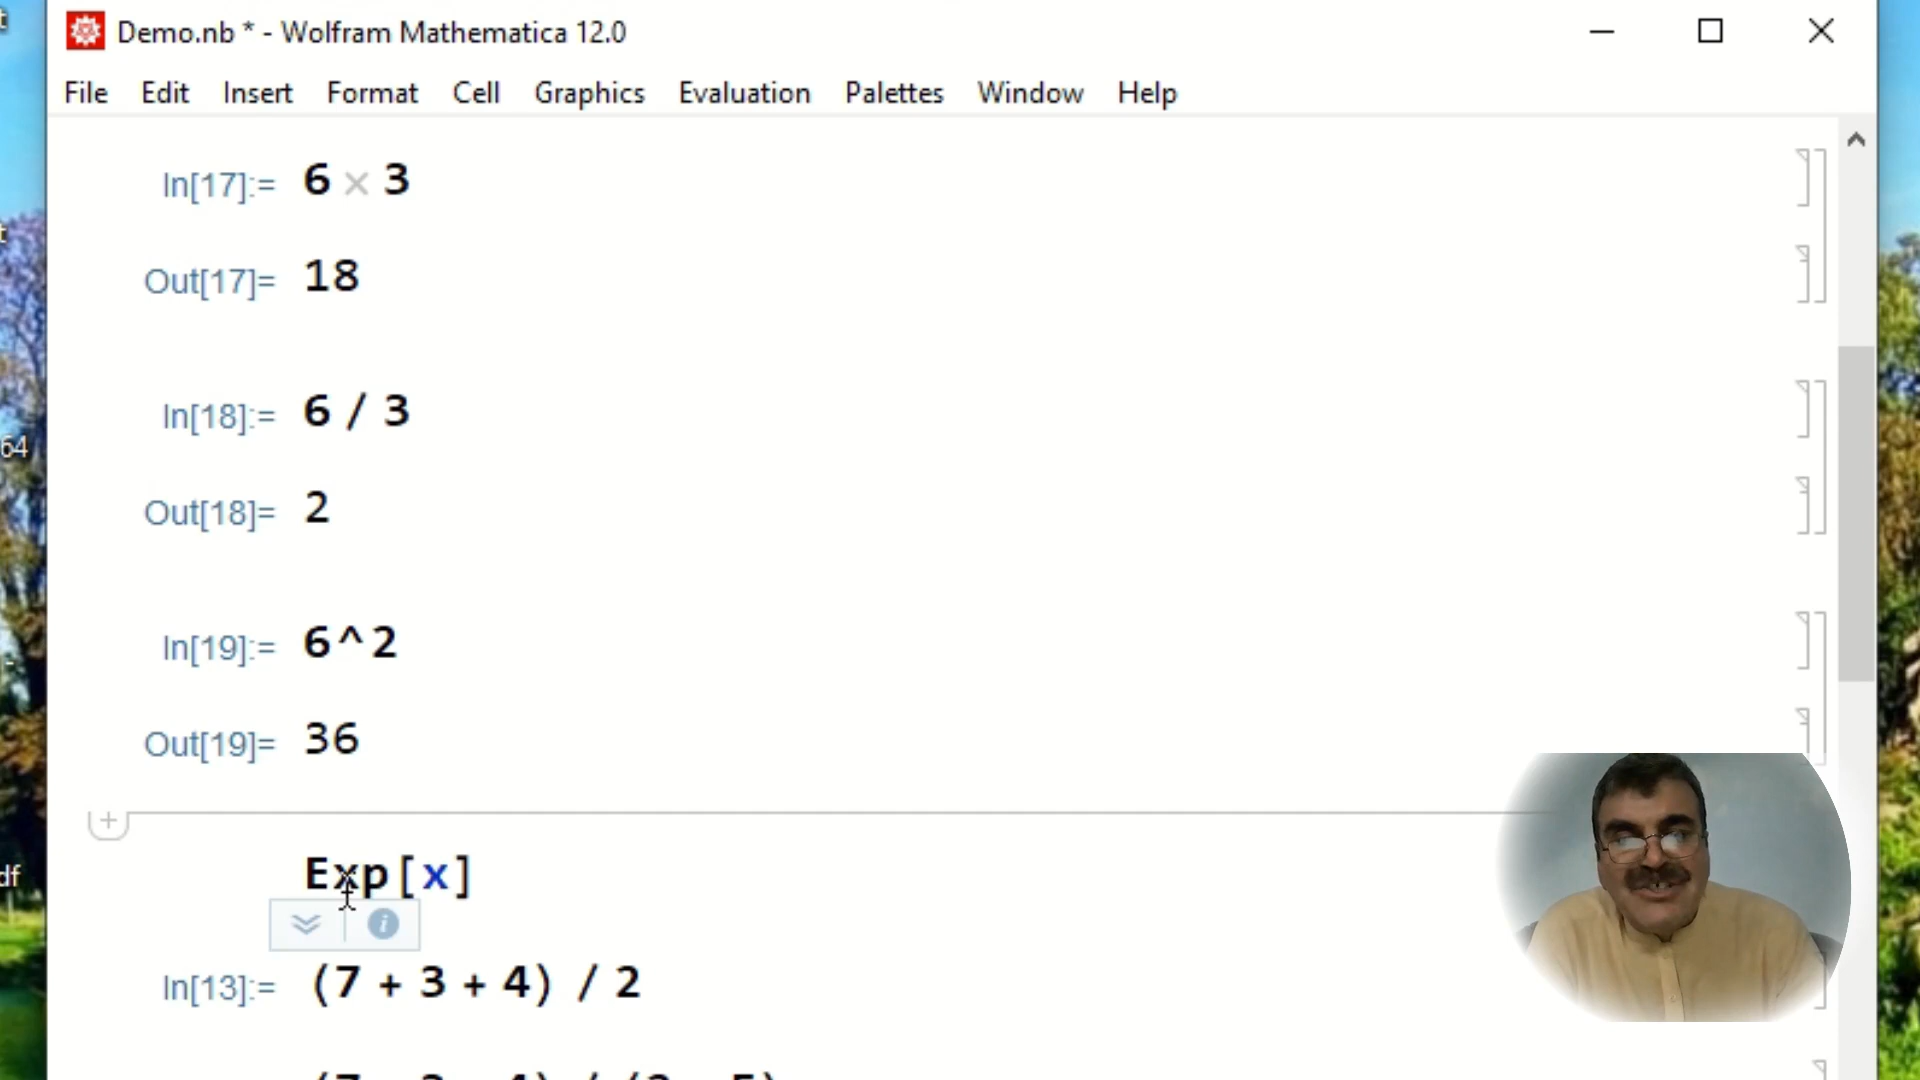 Demo.nb * - Wolfram Mathematica 12.0
File Edit Insert Format Cell Graphics Evaluation Palettes Window Help
In[17]:= 6 × 3
Out[17]= 18
In[18]:= 6 / 3
64
Out[18]= 2
In[19]:= 6^2
Out[19]= 36
Exp[x]
df
In[13]:= (7 + 3 + 4) / 2